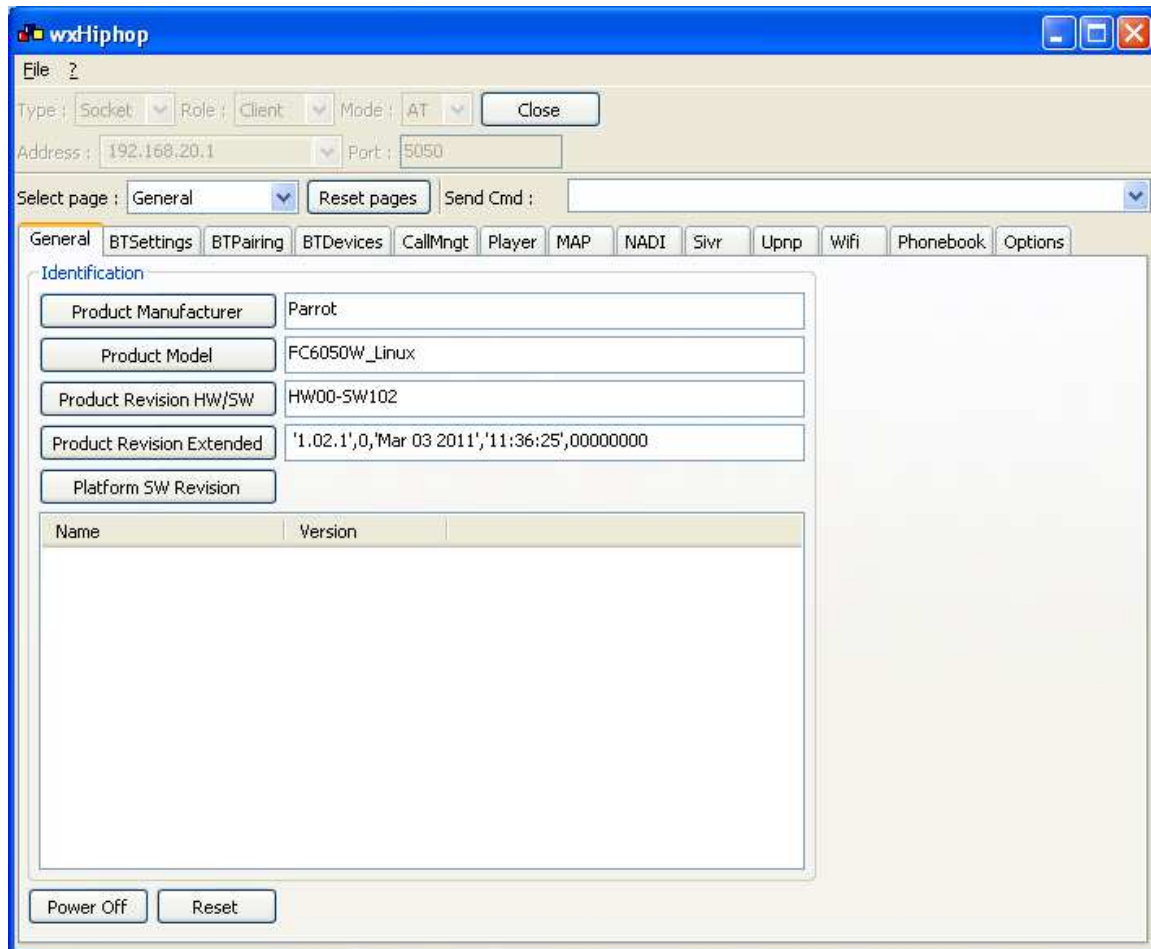 wxHiphop
File ?
Type : Socket Role : Client Mode : AT Close
Address : 192.168.20.1 Port : 5050
Select page : General Reset pages Send Cmd :
General BTSettings BTPairing BTDevices CallMngt Player MAP NADI Sivr Upnp Wifi Phonebook Options
Identification
Product Manufacturer Parrot
Product Model FC6050W_Linux
Product Revision HW/SW HW00-SW102
Product Revision Extended '1.02.1',0,'Mar 03 2011','11:36:25',00000000
Platform SW Revision
Name Version
Power Off Reset